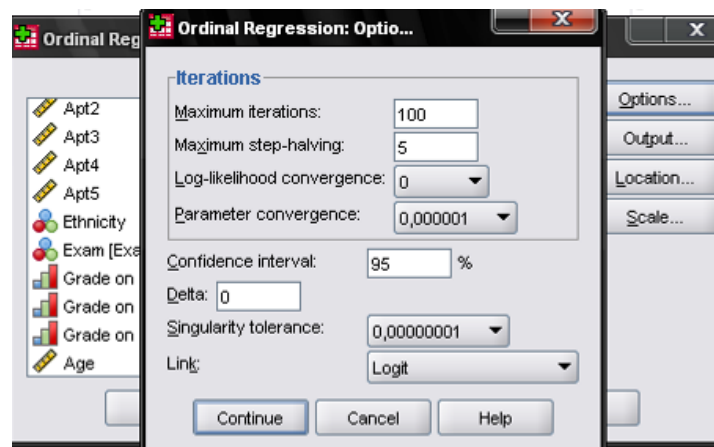 Ordinal Reg
Ordinal Regression: Optio...
X
X
Apt2
Apt3
Apt4
Apt5
Ethnicity
Exam [Exa
Grade on
Grade on
Grade on
Age
Iterations
Maximum iterations: 100
Maximum step-halving: 5
Log-likelihood convergence: 0
Parameter convergence: 0,000001
Confidence interval: 95 %
Delta: 0
Singularity tolerance: 0,00000001
Link: Logit
Continue Cancel Help
Options...
Output...
Location...
Scale...